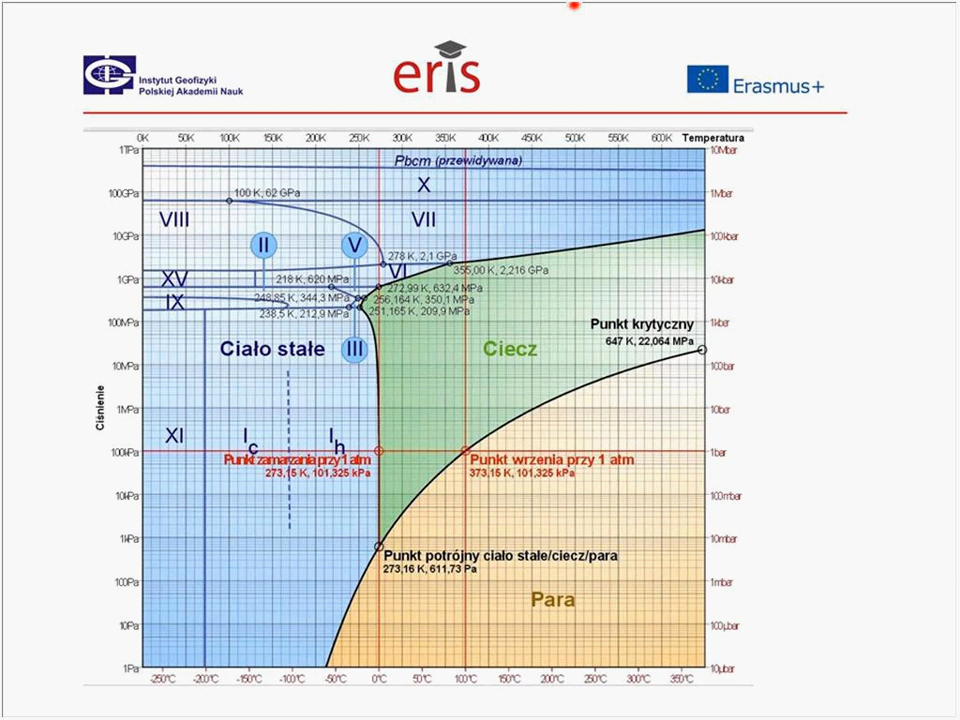 Instytut Geofizyki
Polskiej Akademii Nauk
eris
Erasmus+
0K 50K 100K 150K 200K 250K 300K 350K 400K 450K 500K 550K 600K Temperatura
1TPa 10Mbar
Pbcm (przewidywana)
X
100GPa 100 K, 62 GPa 1Mbar
VIII VII
10GPa II V 100kbar
278 K, 2,1 GPa
VI 355,00 K, 2,216 GPa
1GPa XV 218 K, 620 MPa 10kbar
272,99 K, 632,4 MPa
IX 248,85 K, 344,3 MPa 256,164 K, 350,1 MPa
238,5 K, 212,9 MPa 251,165 K, 209,9 MPa
100MPa 1kbar
Punkt krytyczny
647 K, 22,064 MPa
Ciało stałe III Ciecz
10MPa 100bar
Ciśnienie
1MPa 10bar
XI Ic Ih
100kPa 1bar
Punkt zamarzania przy 1 atm Punkt wrzenia przy 1 atm
273,15 K, 101,325 kPa 373,15 K, 101,325 kPa
10kPa 100mbar
1kPa 10mbar
Punkt potrójny ciało stałe/ciecz/para
273,16 K, 611,73 Pa
100Pa 1mbar
Para
10Pa 100µbar
1Pa 10µbar
-250°C -200°C -150°C -100°C -50°C 0°C 50°C 100°C 150°C 200°C 250°C 300°C 350°C